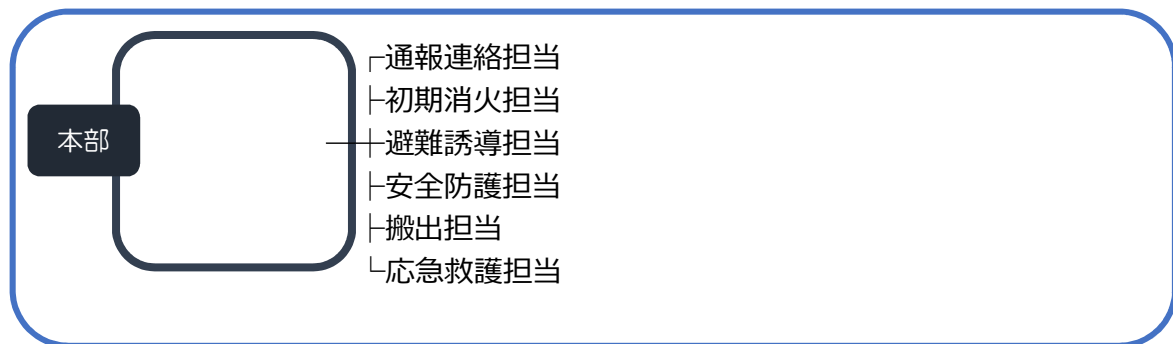 本部
┌通報連絡担当
├初期消火担当
─┼避難誘導担当
├安全防護担当
├搬出担当
└応急救護担当